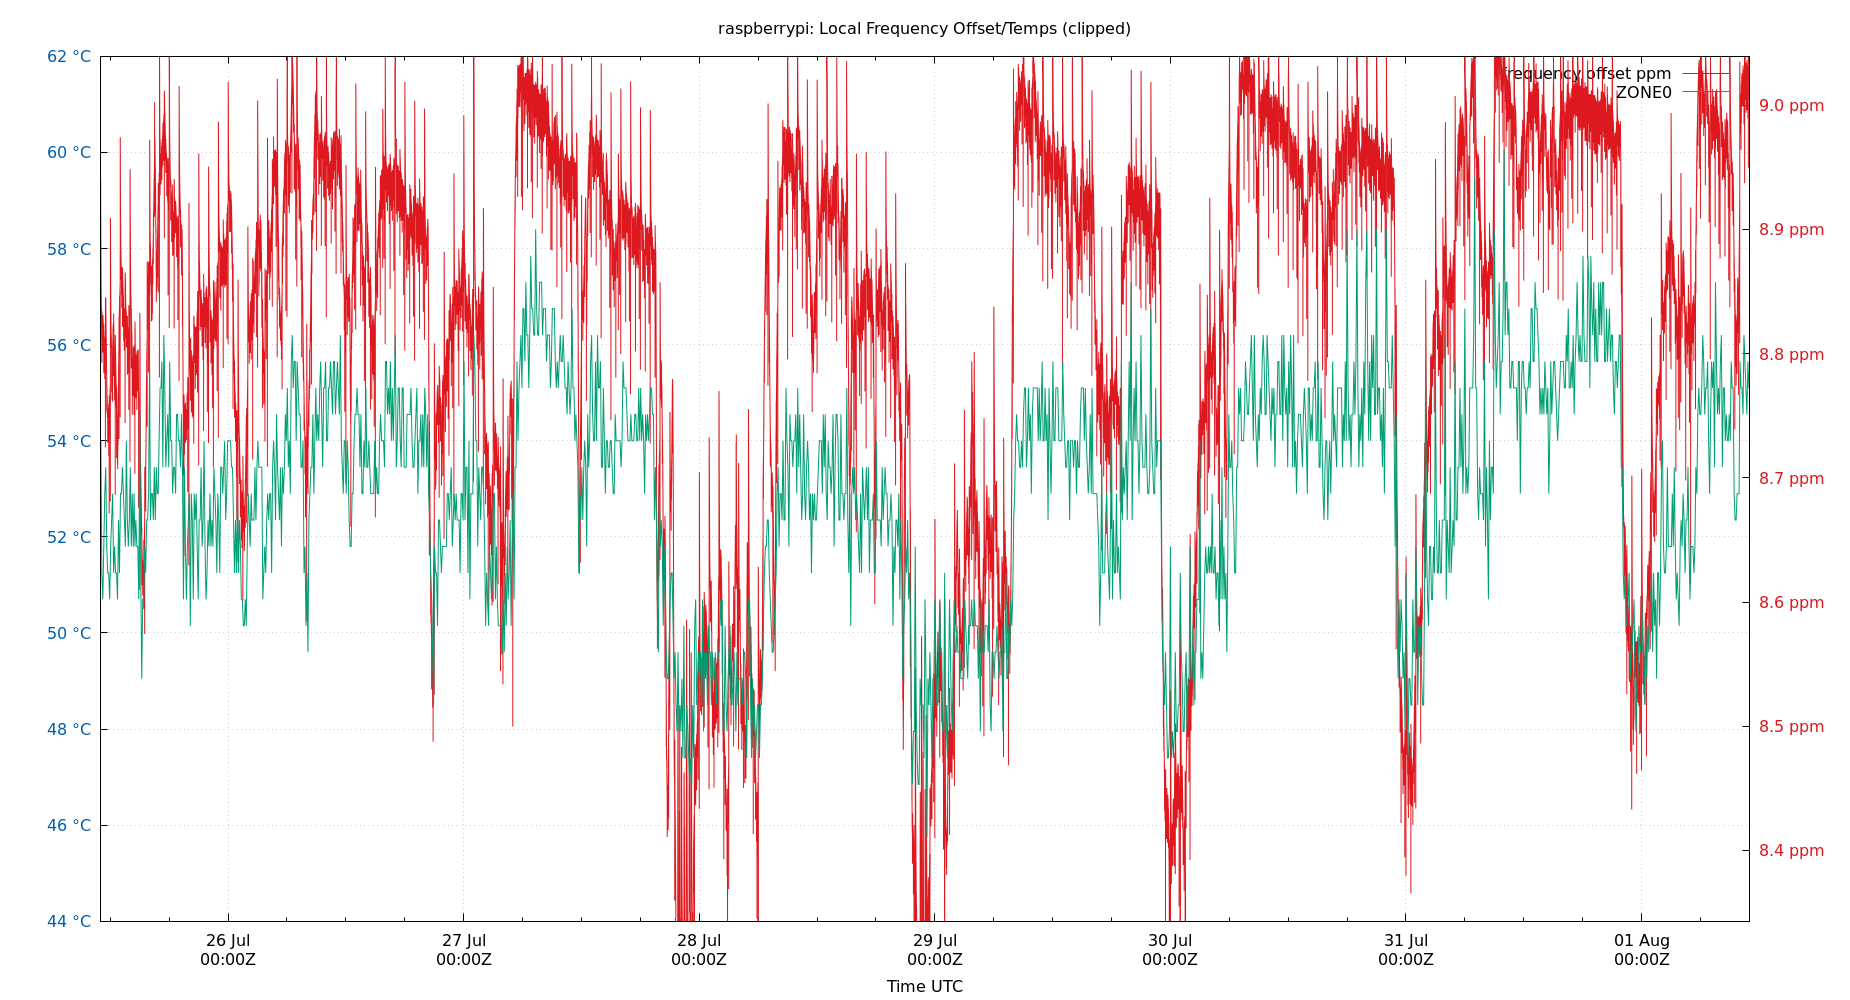 raspberrypi: Local Frequency Offset/Temps (clipped)
frequency offset ppm
ZONE0
62 °C
60 °C
58 °C
56 °C
54 °C
52 °C
50 °C
48 °C
46 °C
44 °C
9.0 ppm
8.9 ppm
8.8 ppm
8.7 ppm
8.6 ppm
8.5 ppm
8.4 ppm
26 Jul 27 Jul 28 Jul 29 Jul 30 Jul 31 Jul 01 Aug
00:00Z 00:00Z 00:00Z 00:00Z 00:00Z 00:00Z 00:00Z
Time UTC